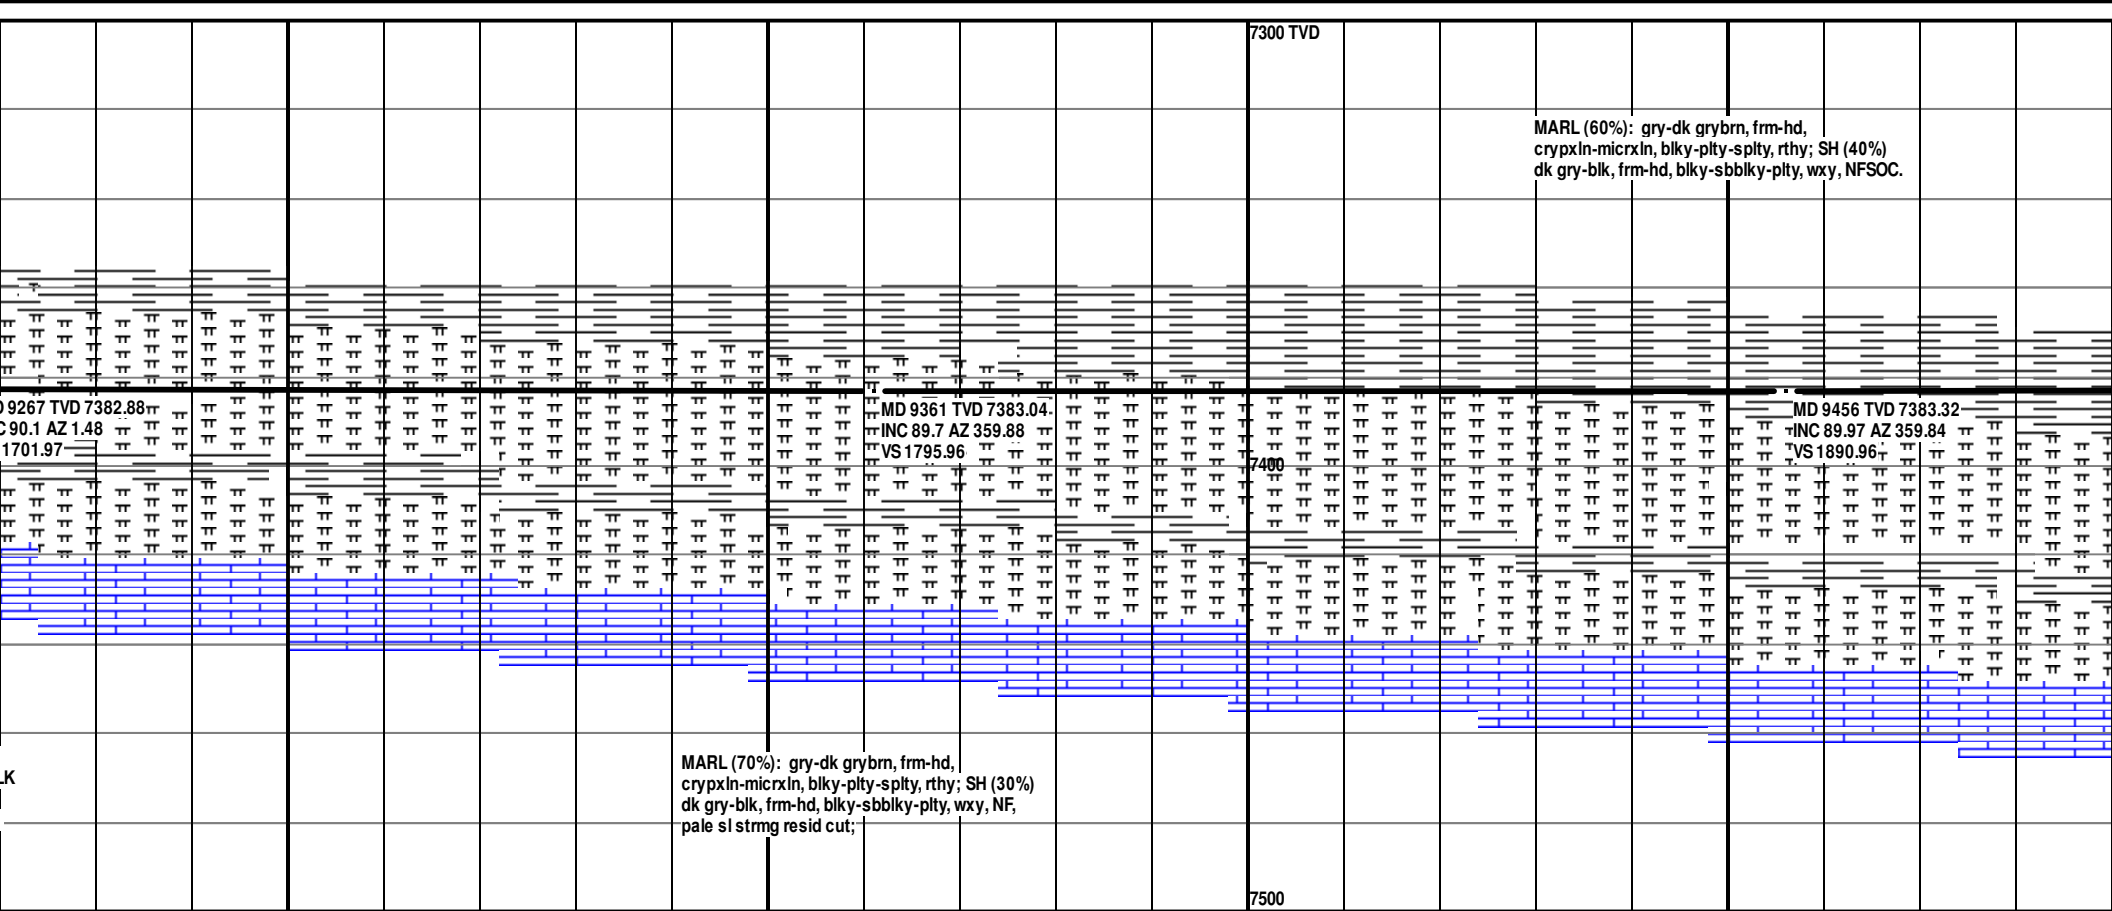 7300 TVD
MARL (60%): gry-dk grybrn, frm-hd,
crypxln-micrxln, blky-plty-splty, rthy; SH (40%)
dk gry-blk, frm-hd, blky-sbblky-plty, wxy, NFSOC.
9267 TVD 7382.88
90.1 AZ 1.48
1701.97
MD 9361 TVD 7383.04
INC 89.7 AZ 359.88
VS 1795.96
MD 9456 TVD 7383.32
INC 89.97 AZ 359.84
VS 1890.96
7400
MARL (70%): gry-dk grybrn, frm-hd,
crypxln-micrxln, blky-plty-splty, rthy; SH (30%)
dk gry-blk, frm-hd, blky-sbblky-plty, wxy, NF,
pale sl strmg resid cut;
LK
7500